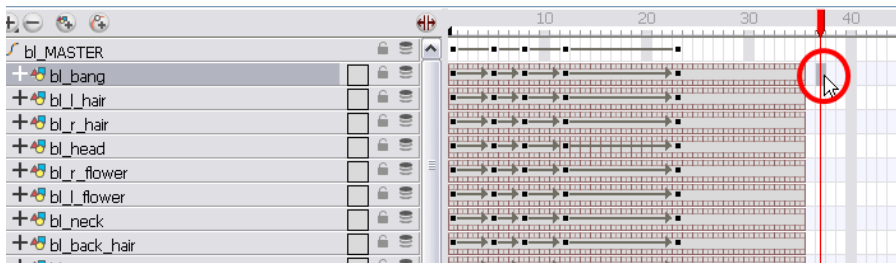 10 20 30 40
bl_MASTER
bl_bang
bl_l_hair
bl_r_hair
bl_head
bl_r_flower
bl_l_flower
bl_neck
bl_back_hair